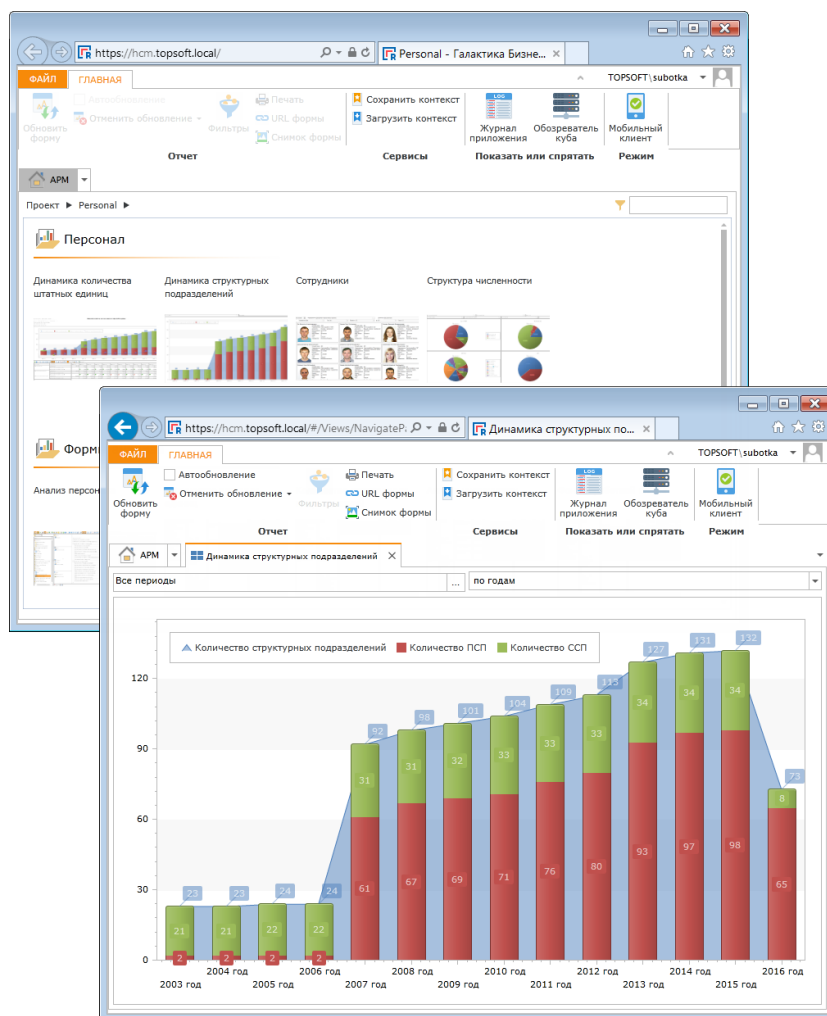 https://hcm.topsoft.local/
Personal - Галактика Бизне...
ФАЙЛ ГЛАВНАЯ
TOPSOFT\subotka
Обновить форму
Автообновление
Отменить обновление
Фильтры
Печать
URL формы
Снимок формы
Сохранить контекст
Загрузить контекст
LOG
Журнал приложения
Обозреватель куба
Мобильный клиент
Отчет Сервисы Показать или спрятать Режим
АРМ
Проект Personal
Персонал
Динамика количества штатных единиц
Динамика структурных подразделений
Сотрудники
Структура численности
Форм
Анализ персон
https://hcm.topsoft.local/#/Views/NavigateP.
Динамика структурных по...
ФАЙЛ ГЛАВНАЯ
TOPSOFT\subotka
Обновить форму
Автообновление
Отменить обновление
Фильтры
Печать
URL формы
Снимок формы
Сохранить контекст
Загрузить контекст
LOG
Журнал приложения
Обозреватель куба
Мобильный клиент
Отчет Сервисы Показать или спрятать Режим
АРМ Динамика структурных подразделений
Все периоды ... по годам
Количество структурных подразделений Количество ПСП Количество ССП
120
90
60
30
0
23 23 24 24 92 98 101 104 109 113 127 131 132 73
21 21 22 22 31 31 32 33 33 33 34 34 34 8
2 2 2 2 61 67 69 71 76 80 93 97 98 65
2003 год 2004 год 2005 год 2006 год 2007 год 2008 год 2009 год 2010 год 2011 год 2012 год 2013 год 2014 год 2015 год 2016 год